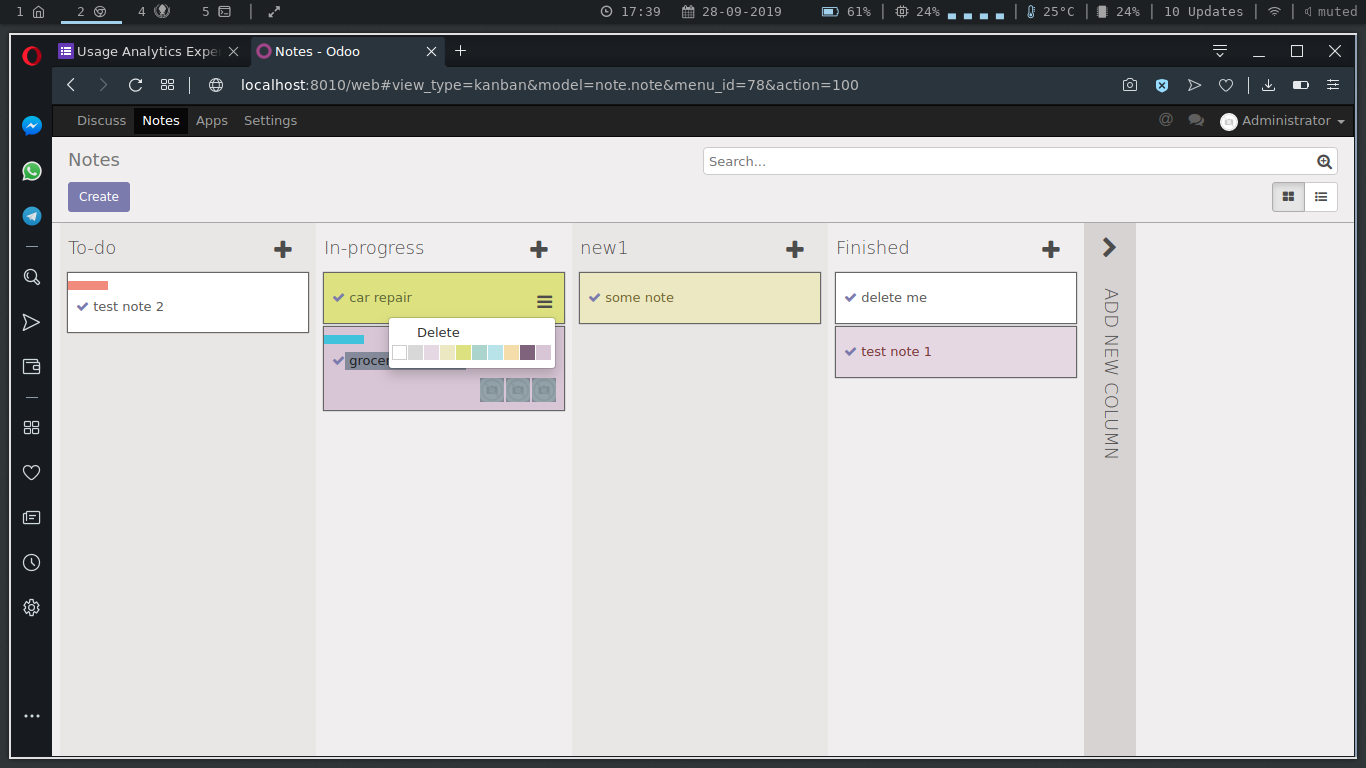 1 2 4 5 17:39 28-09-2019 61% 24% 25°C 24% 10 Updates muted
Usage Analytics Expe Notes - Odoo
localhost:8010/web#view_type=kanban&model=note.note&menu_id=78&action=100
Discuss Notes Apps Settings @ Administrator
Notes Search...
Create
To-do In-progress new1 Finished
test note 2
car repair
Delete
grocer
some note
delete me
test note 1
ADD NEW COLUMN